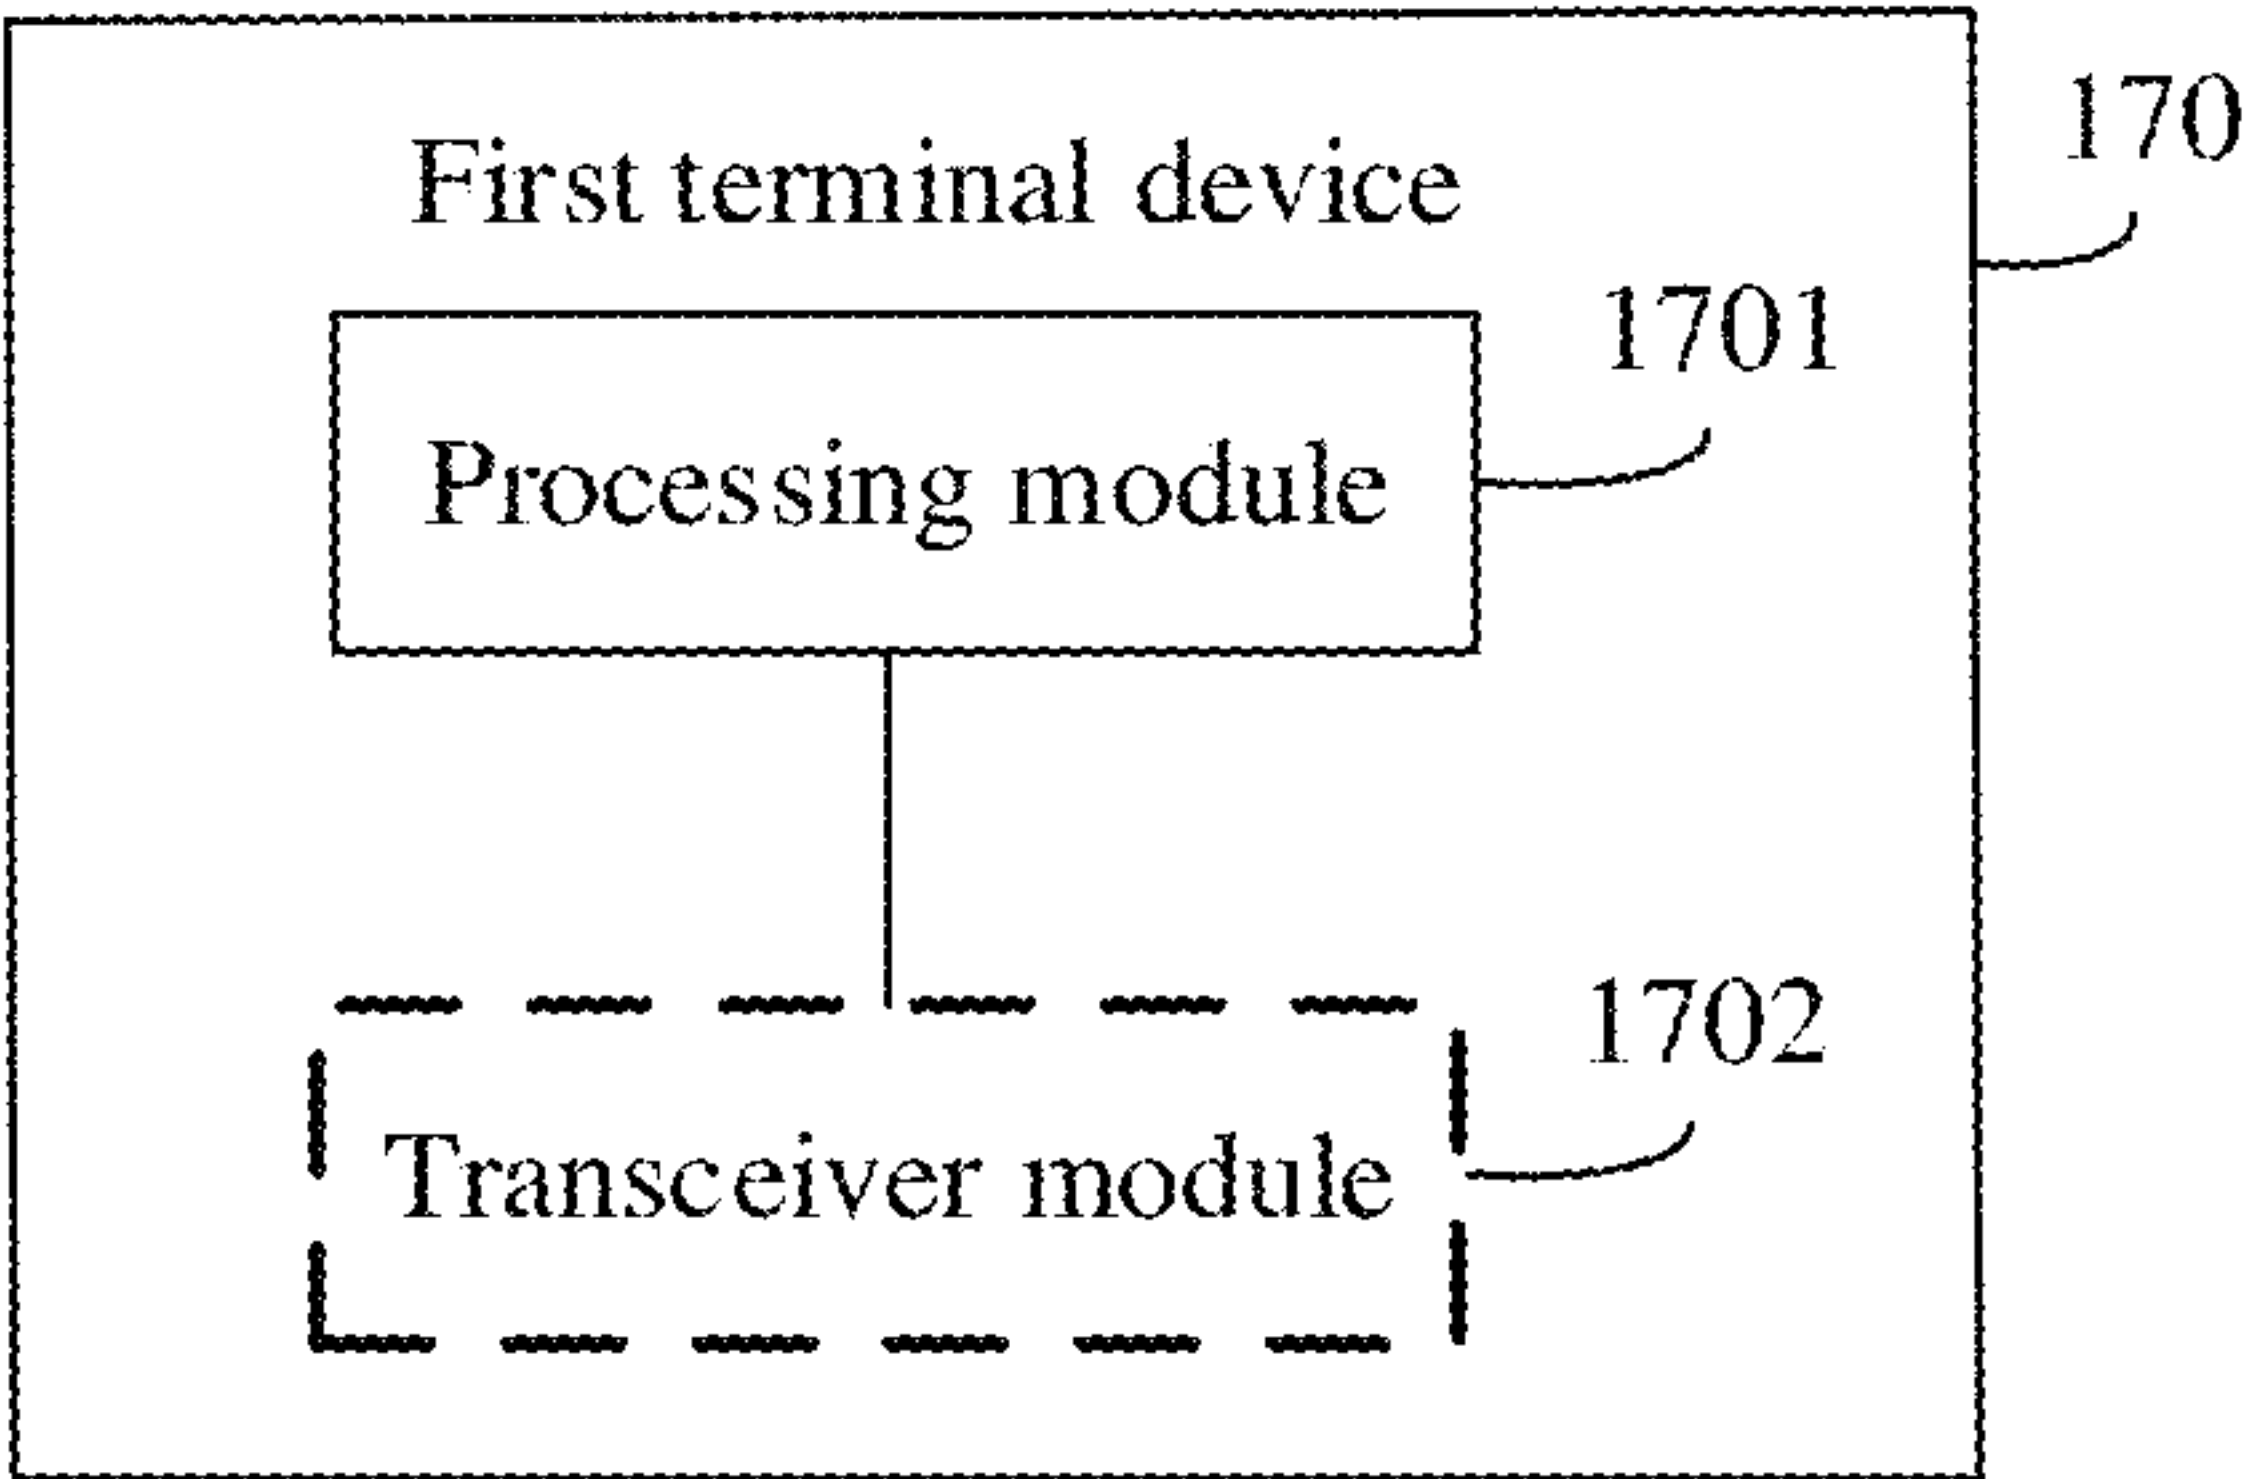 170
First terminal device
1701
Processing module
1702
Transceiver module